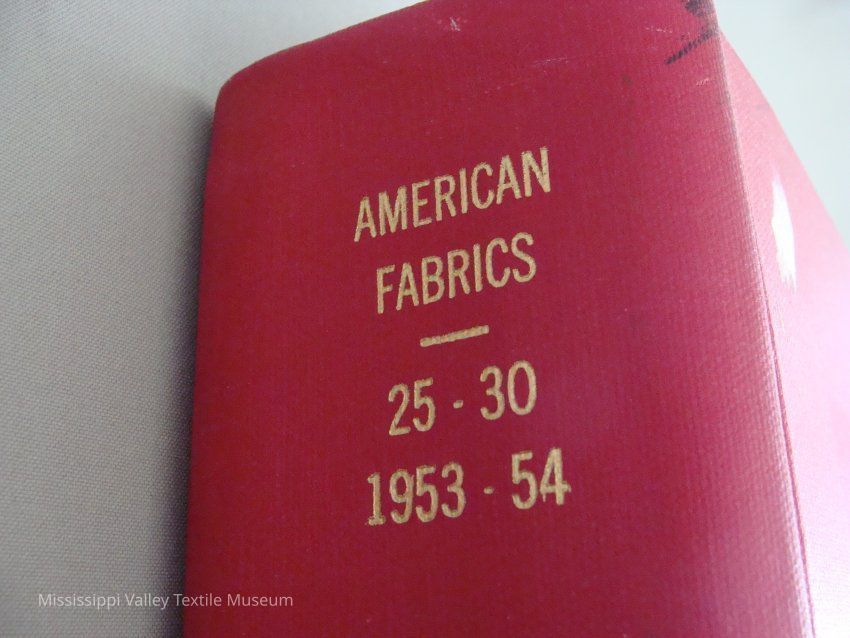 AMERICAN
FABRICS
25 - 30
1953 - 54
Mississippi Valley Textile Museum